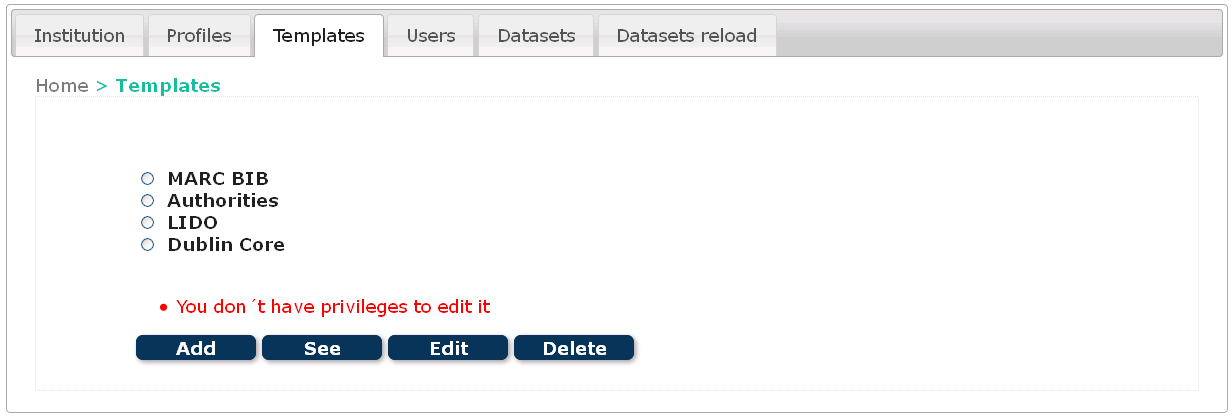 Institution Profiles Templates Users Datasets Datasets reload
Home > Templates
MARC BIB
Authorities
LIDO
Dublin Core
• You don´t have privileges to edit it
Add See Edit Delete